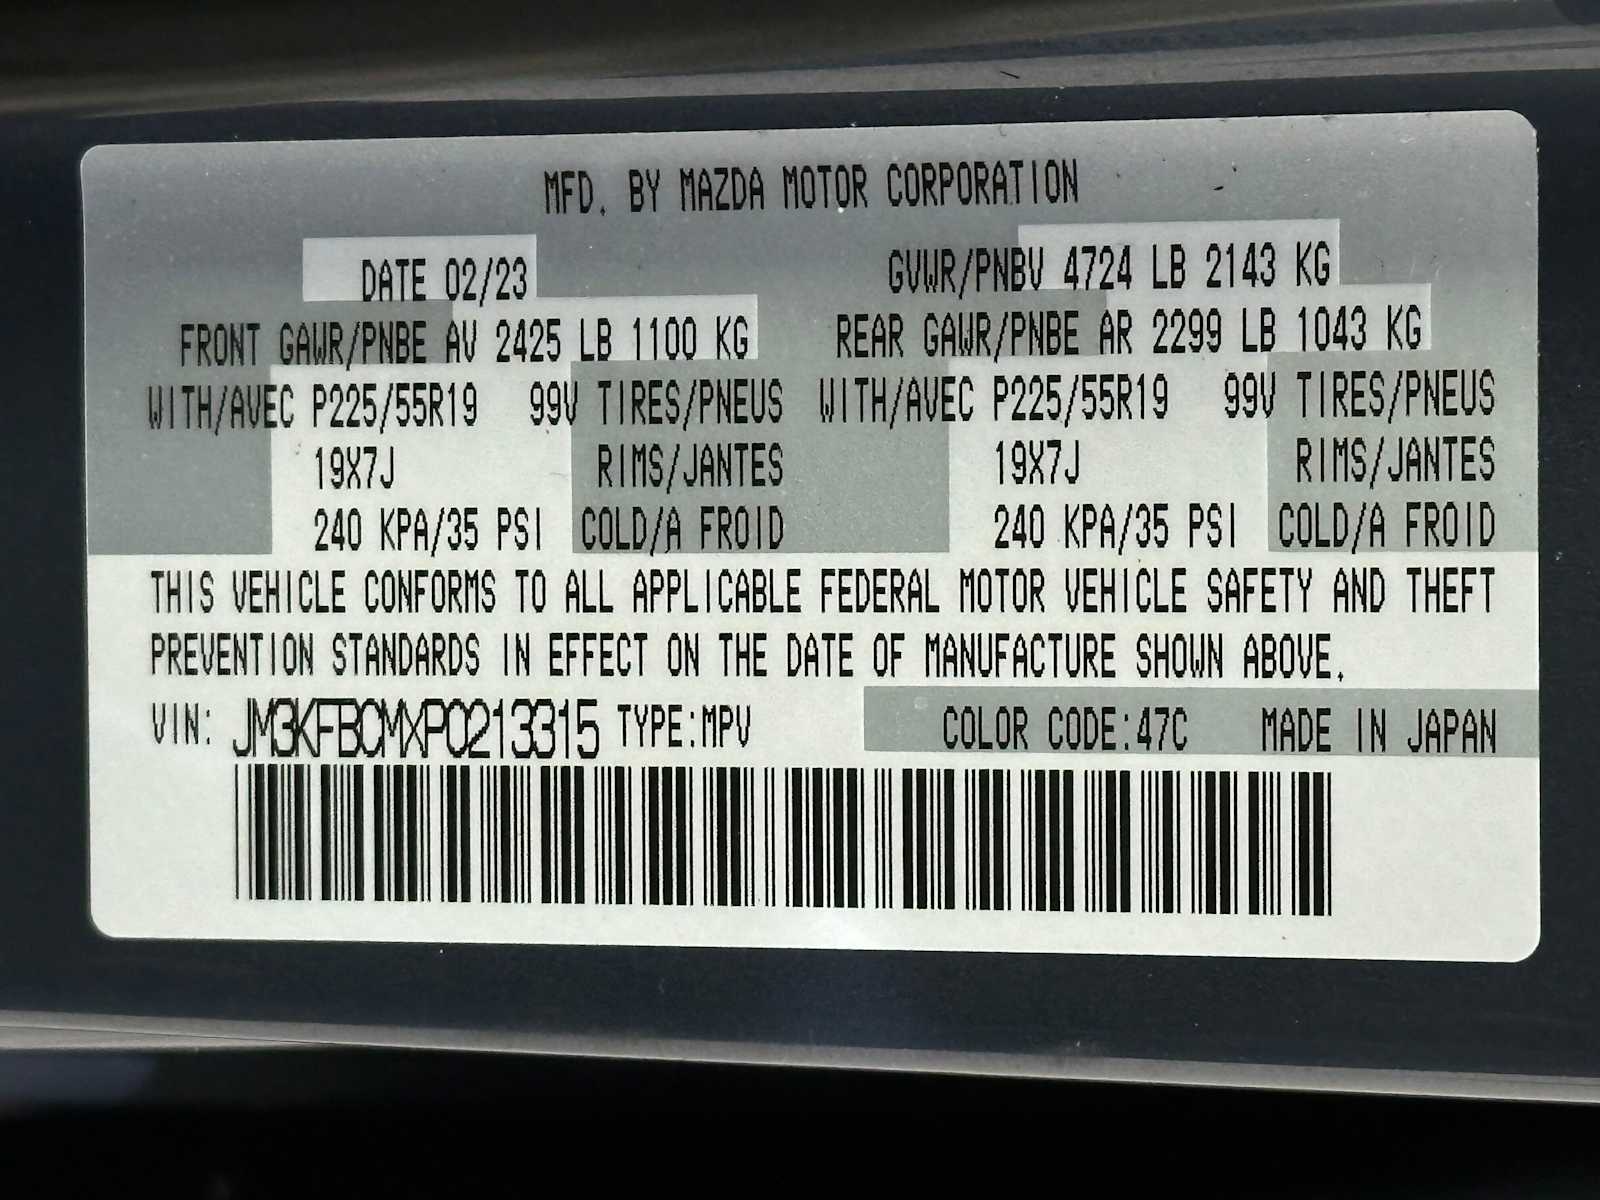 MFD. BY MAZDA MOTOR CORPORATION
DATE 02/23 GVWR/PNBV 4724 LB 2143 KG
FRONT GAWR/PNBE AV 2425 LB 1100 KG REAR GAWR/PNBE AR 2299 LB 1043 KG
WITH/AVEC P225/55R19 99V TIRES/PNEUS WITH/AVEC P225/55R19 99V TIRES/PNEUS
19X7J RIMS/JANTES 19X7J RIMS/JANTES
240 KPA/35 PSI COLD/A FROID 240 KPA/35 PSI COLD/A FROID
THIS VEHICLE CONFORMS TO ALL APPLICABLE FEDERAL MOTOR VEHICLE SAFETY AND THEFT
PREVENTION STANDARDS IN EFFECT ON THE DATE OF MANUFACTURE SHOWN ABOVE.
VIN: JM3KFBCMXP0213315 TYPE:MPV COLOR CODE:47C MADE IN JAPAN